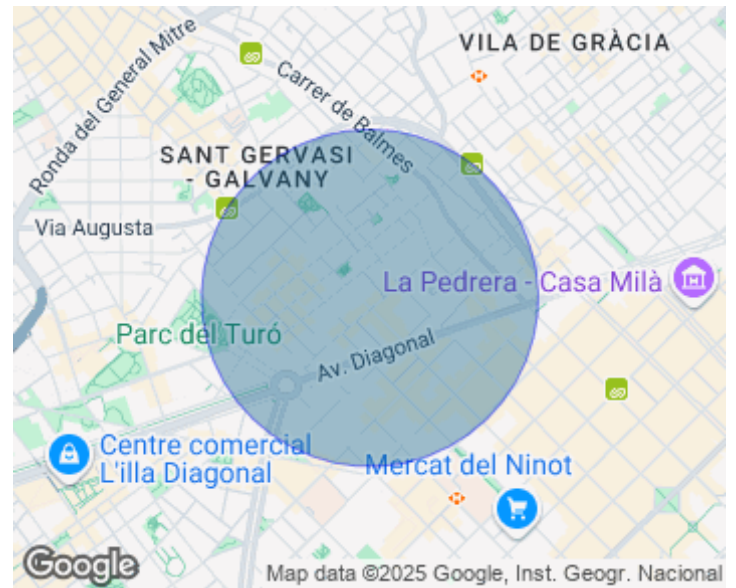 VILA DE GRÀCIA
Ronda del General Mitre
Carrer de Balmes
SANT GERVASI
- GALVANY
Via Augusta
La Pedrera - Casa Milà
Parc del Turó
Av. Diagonal
Centre comercial
L'illa Diagonal
Mercat del Ninot
Google
Map data ©2025 Google, Inst. Geogr. Nacional